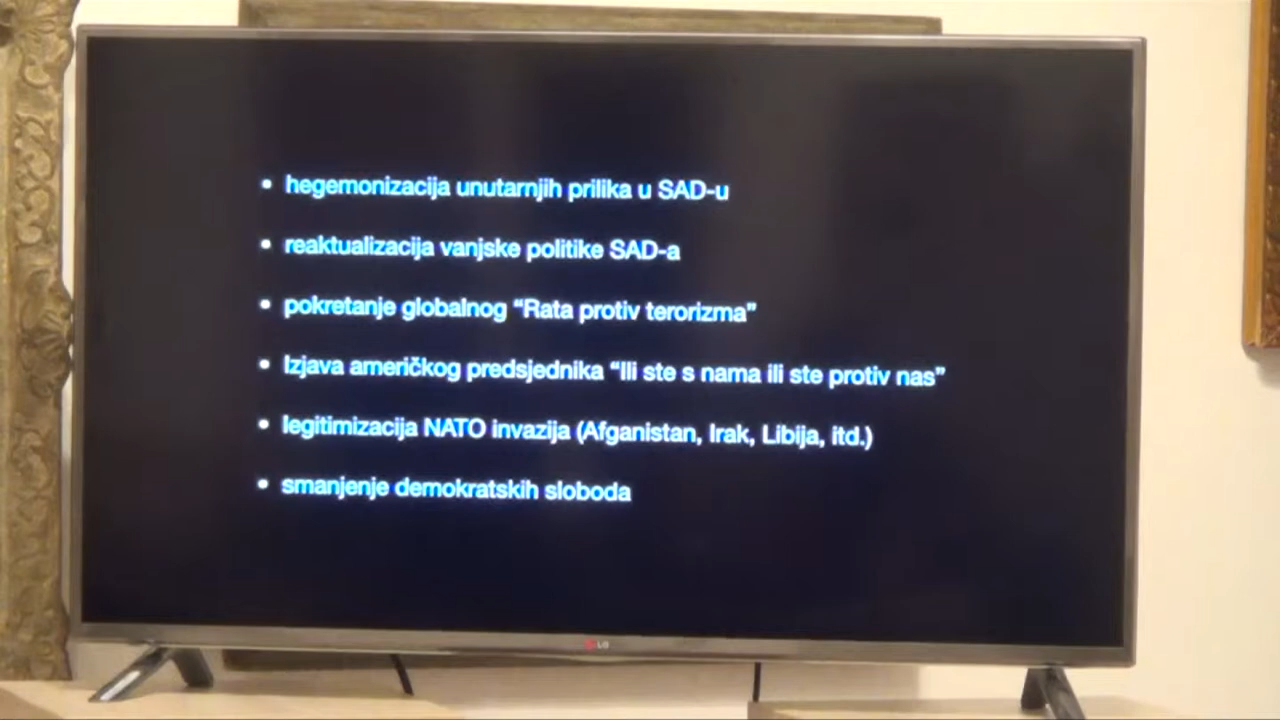 • hegemonizacija unutarnjih prilika u SAD-u
• reaktualizacija vanjske politike SAD-a
• pokretanje globalnog “Rata protiv terorizma”
• Izjava američkog predsjednika “Ili ste s nama ili ste protiv nas”
• legitimizacija NATO invazija (Afganistan, Irak, Libija, itd.)
• smanjenje demokratskih sloboda
LG